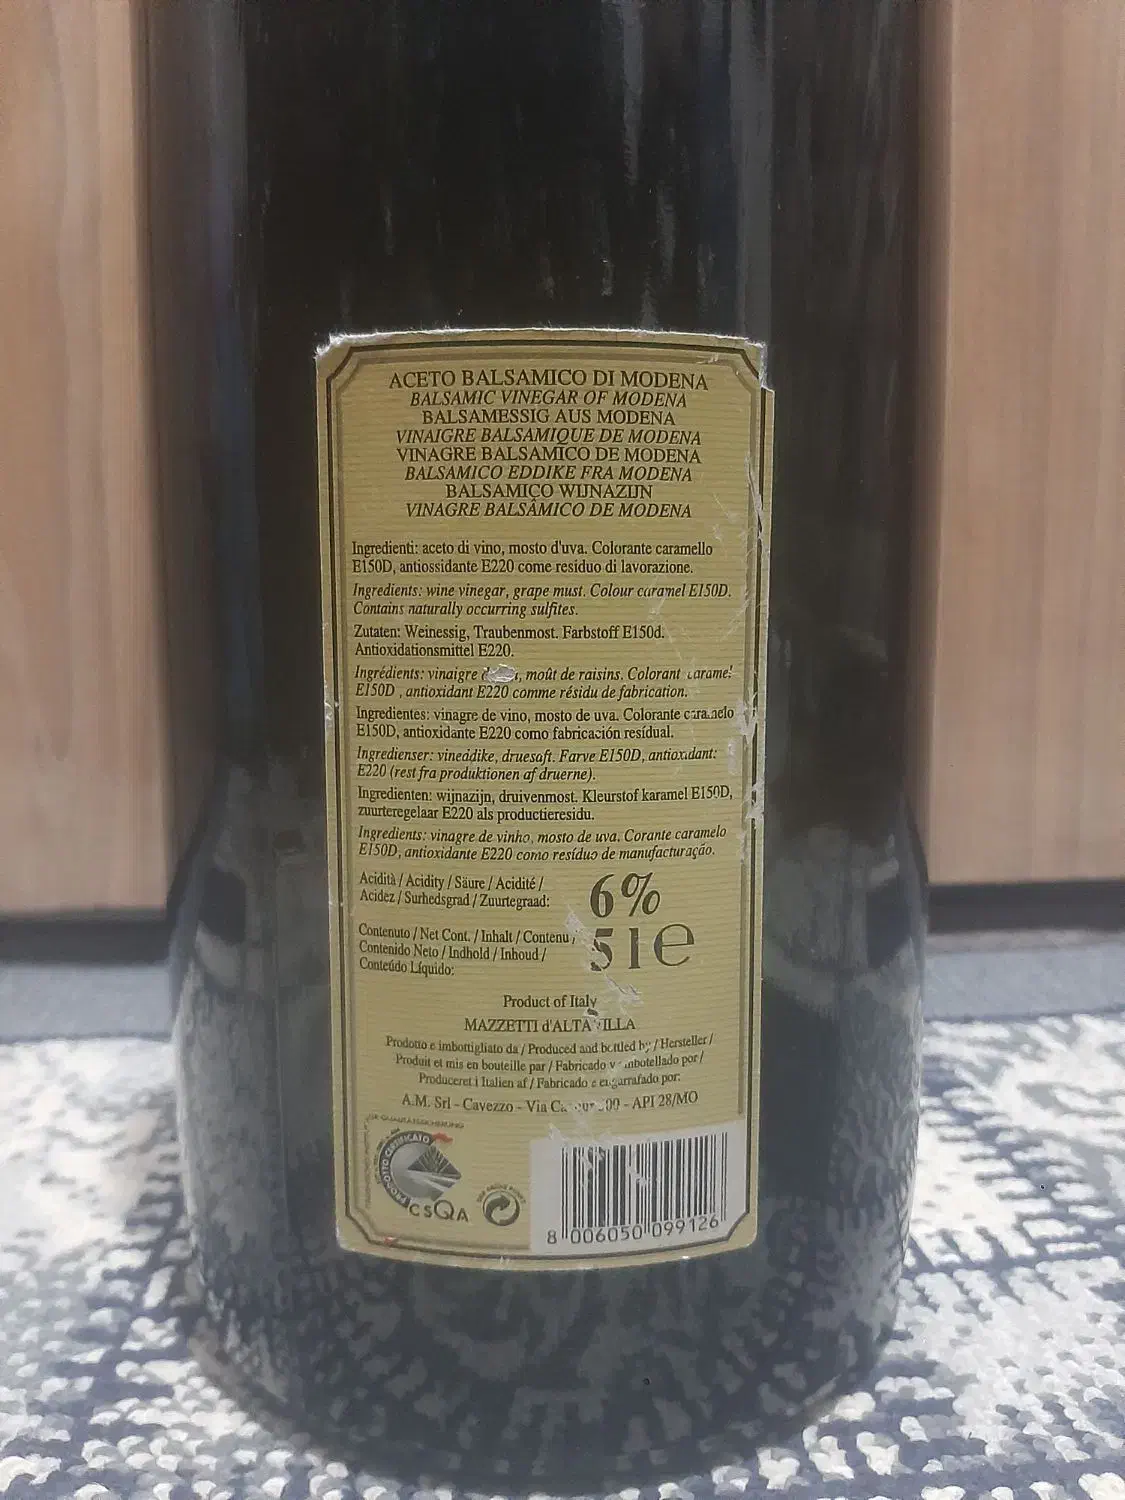 ACETO BALSAMICO DI MODENA
BALSAMIC VINEGAR OF MODENA
BALSAMESSIG AUS MODENA
VINAIGRE BALSAMIQUE DE MODENA
VINAGRE BALSAMICO DE MODENA
BALSAMICO EDDIKE FRA MODENA
BALSAMICO WIJNAZIJN
VINAGRE BALSÂMICO DE MODENA
Ingredienti: aceto di vino, mosto d'uva. Colorante caramello
E150D, antiossidante E220 come residuo di lavorazione.
Ingredients: wine vinegar, grape must. Colour caramel E150D.
Contains naturally occurring sulfites.
Zutaten: Weinessig, Traubenmost. Farbstoff E150d.
Antioxidationsmittel E220.
Ingrédients: vinaigre moût de raisins. Colorant caramel
E150D , antioxidant E220 comme résidu de fabrication.
Ingredientes: vinagre de vino, mosto de uva. Colorante caramelo
E150D, antioxidante E220 como fabricación residual.
Ingredienser: vineddike, druesaft. Farve E150D, antioxidant:
E220 (rest fra produktionen af druerne).
Ingredienten: wijnazijn, druivenmost. Kleurstof karamel E150D,
zuurteregelaar E220 als productieresidu.
Ingredients: vinagre de vinho, mosto de uva. Corante caramelo
E150D, antioxidante E220 como resíduo de manufacturação.
Acidità / Acidity / Säure / Acidité /
Acidez / Surhedsgrad / Zuurtegraad:
6%
Contenuto / Net Cont. / Inhalt / Contenu /
Contenido Neto / Indhold / Inhoud /
Conteúdo Líquido:
5 l e
Product of Italy
MAZZETTI d'ALTAVILLA
Prodotto e imbottigliato da / Produced and bottled by / Hersteller /
Produit et mis en bouteille par / Fabricado y embotellado por /
Produceret i Italien af / Fabricado e engarrafado por:
A.M. Srl - Cavezzo - Via - API 28/MO
PRODOTTO CERTIFICATO
CSQA
8 006050 099126